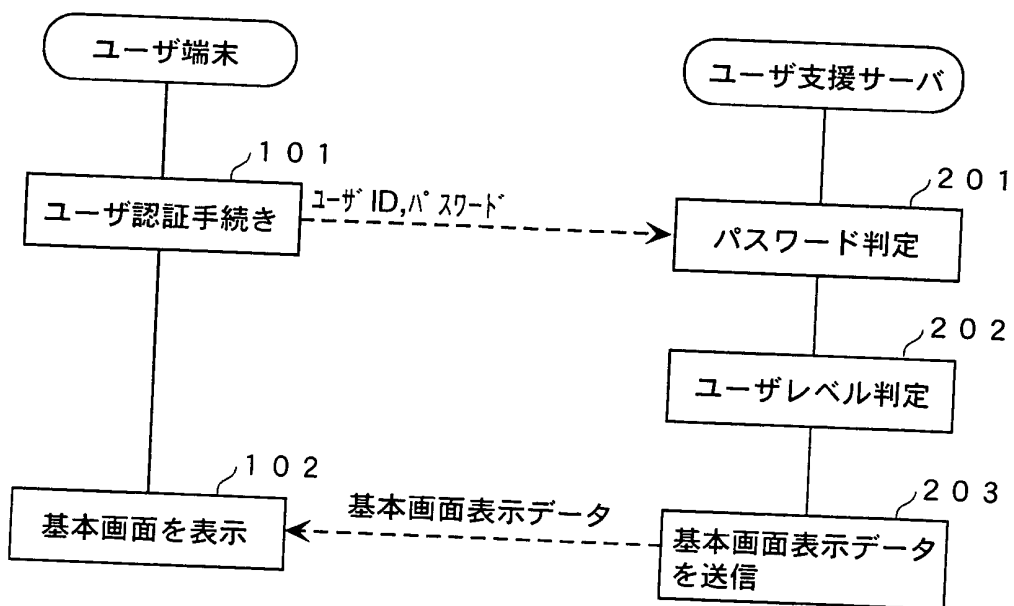 ユーザ端末
ユーザ支援サーバ
101
ユーザ認証手続き
ユーザID,パスワード
201
パスワード判定
202
ユーザレベル判定
102
基本画面を表示
基本画面表示データ
203
基本画面表示データ
を送信